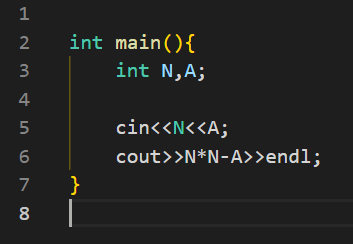 1
2 int main(){
3 int N,A;
4
5 cin<<N<<A;
6 cout>>N*N-A>>endl;
7 }
8